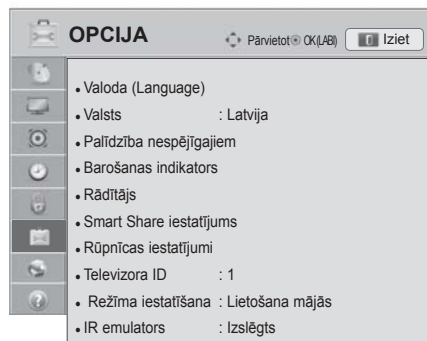 OPCIJA
Pārvietot OK(LABI) Iziet
• Valoda (Language)
• Valsts : Latvija
• Palīdzība nespējīgajiem
• Barošanas indikators
• Rādītājs
• Smart Share iestatījums
• Rūpnīcas iestatījumi
• Televizora ID : 1
• Režīma iestatīšana : Lietošana mājās
• IR emulators : Izslēgts